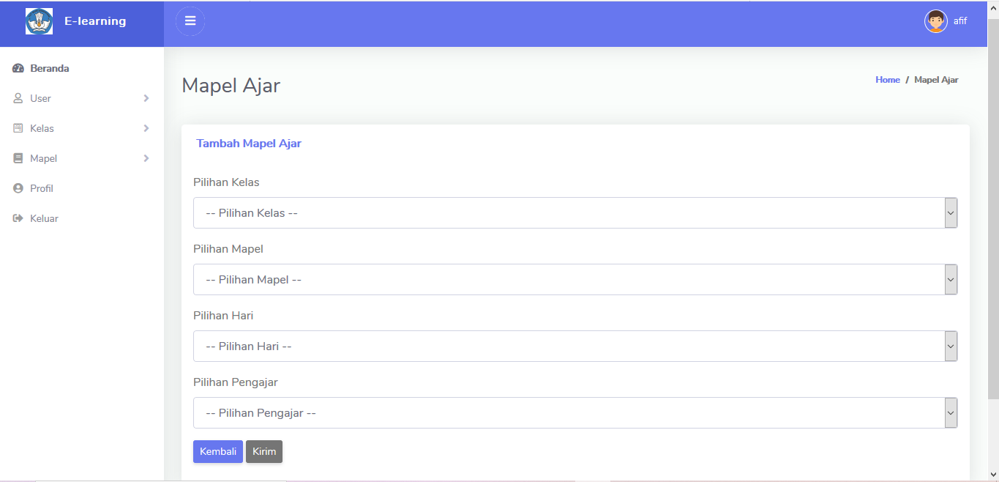 E-learning
afif
Beranda
User
Kelas
Mapel
Profil
Keluar
Mapel Ajar
Home / Mapel Ajar
Tambah Mapel Ajar
Pilihan Kelas
-- Pilihan Kelas --
Pilihan Mapel
-- Pilihan Mapel --
Pilihan Hari
-- Pilihan Hari --
Pilihan Pengajar
-- Pilihan Pengajar --
Kembali Kirim